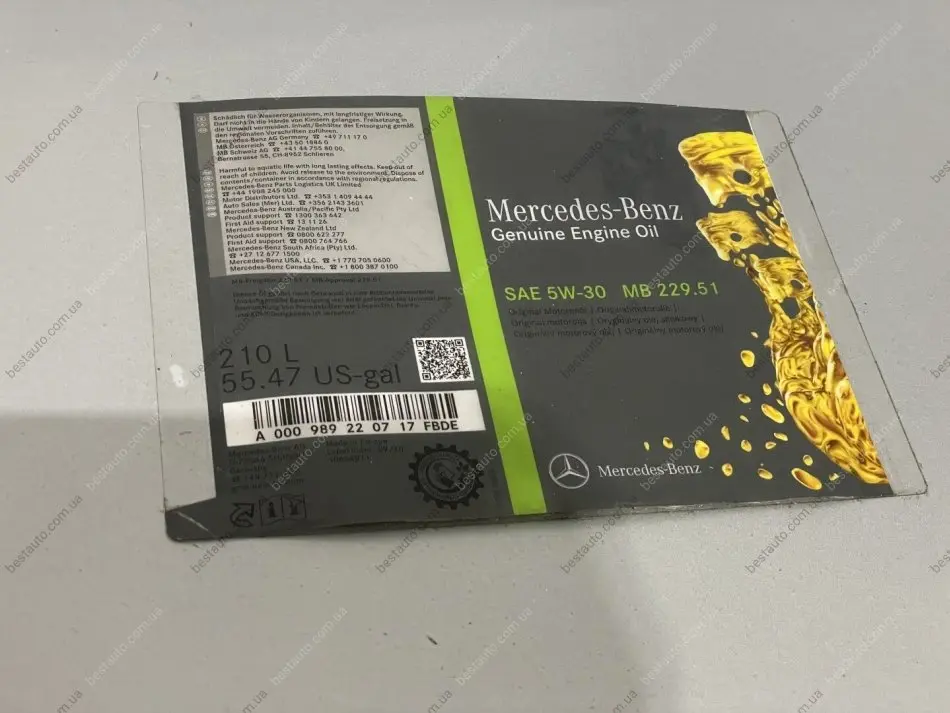 Schädlich für Wasserorganismen, mit langfristiger Wirkung.
Darf nicht in die Hände von Kindern gelangen. Freisetzung in
die Umwelt vermeiden. Inhalt/Behälter der Entsorgung gemäß
den regionalen Vorschriften zuführen.
Mercedes-Benz AG Germany ☎ +49 711 17 0
MB Österreich ☎ +43 50 1846 0
MB Schweiz AG ☎ +41 44 755 80 00,
Bernstrasse 55, CH-8952 Schlieren
Harmful to aquatic life with long lasting effects. Keep out of
reach of children. Avoid release to the environment. Dispose of
contents/container in accordance with regional regulations.
Mercedes-Benz Parts Logistics UK Limited
☎ +44 1908 245 000
Motor Distributors Ltd. ☎ +353 1 409 44 44
Auto Sales (Mer) Ltd. ☎ +356 2143 3601
Mercedes-Benz Australia/Pacific Pty Ltd
Product support ☎ 1300 363 642
First Aid support ☎ 13 11 26
Mercedes-Benz New Zealand Ltd
Product support ☎ 0800 622 277
First Aid support ☎ 0800 764 766
Mercedes-Benz South Africa (Pty) Ltd.
☎ +27 12 677 1500
Mercedes-Benz USA, LLC. ☎ +1 770 705 0600
Mercedes-Benz Canada Inc. ☎ +1 800 387 0100
210 L
55.47 US-gal
A 000 989 22 07 17 FBDE
Mercedes-Benz
Genuine Engine Oil
SAE 5W-30 MB 229.51
Mercedes-Benz
bestauto.com.ua